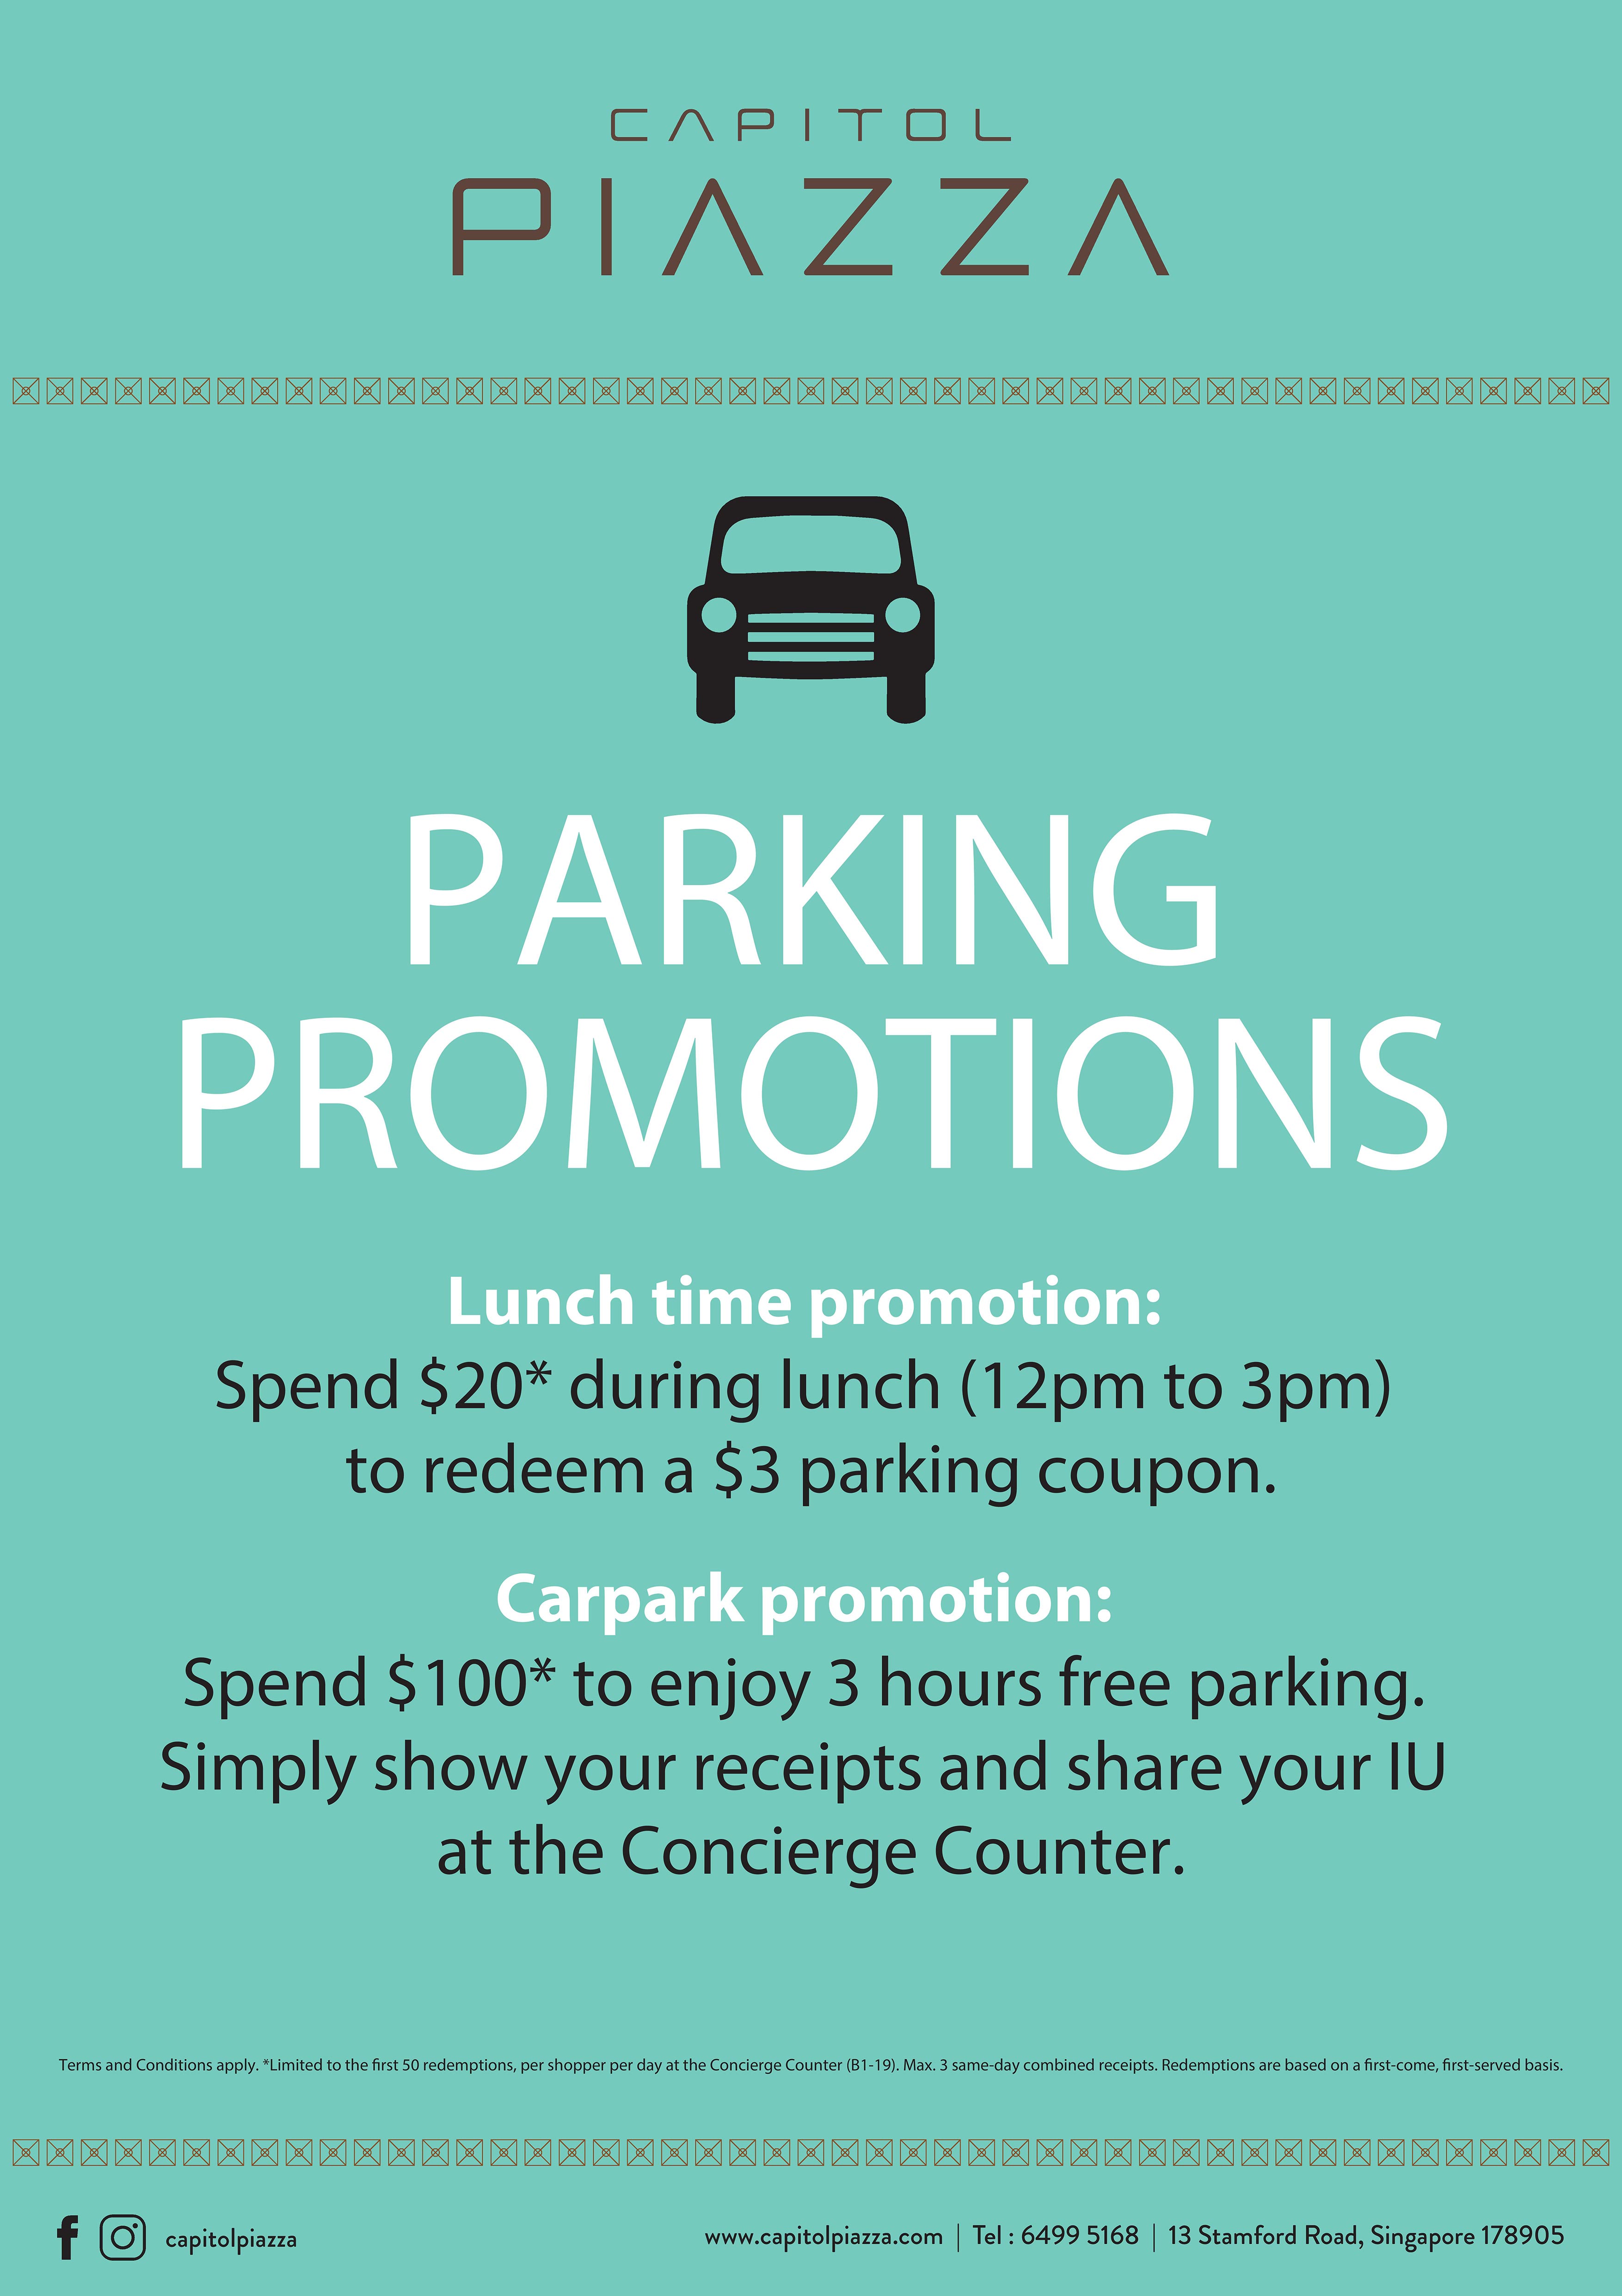 CAPITOL
PIAZZA
PARKING
PROMOTIONS
Lunch time promotion:
Spend $20* during lunch (12pm to 3pm)
to redeem a $3 parking coupon.
Carpark promotion:
Spend $100* to enjoy 3 hours free parking.
Simply show your receipts and share your IU
at the Concierge Counter.
Terms and Conditions apply. *Limited to the first 50 redemptions, per shopper per day at the Concierge Counter (B1-19). Max. 3 same-day combined receipts. Redemptions are based on a first-come, first-served basis.
capitolpiazza
www.capitolpiazza.com | Tel : 6499 5168 | 13 Stamford Road, Singapore 178905